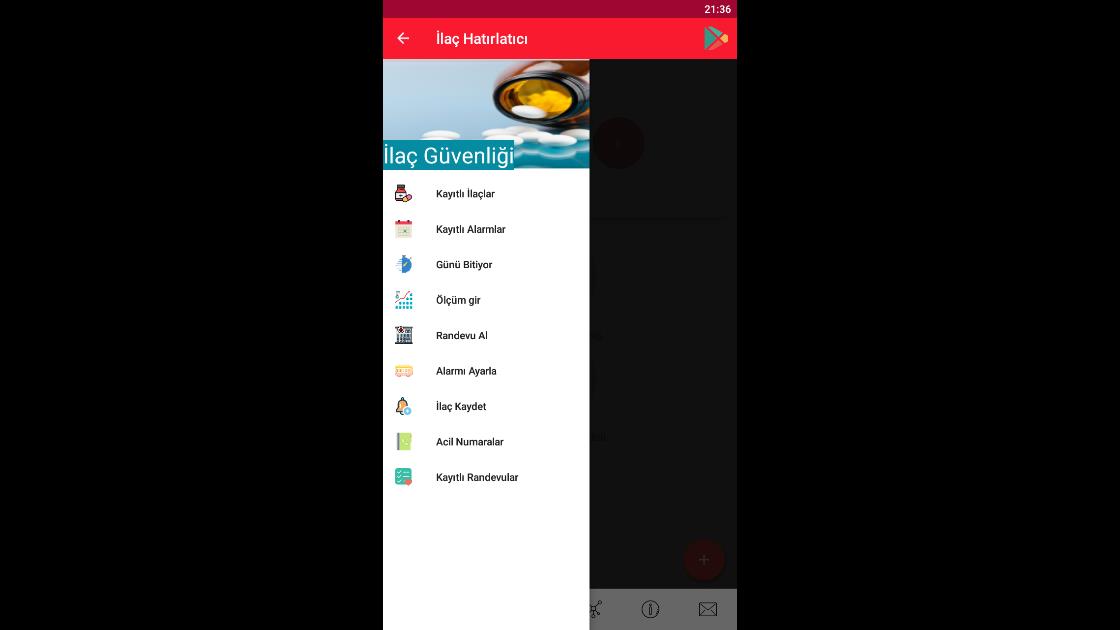 21:36
İlaç Hatırlatıcı
İlaç Güvenliği
Kayıtlı İlaçlar
Kayıtlı Alarmlar
Günü Bitiyor
Ölçüm gir
Randevu Al
Alarmı Ayarla
İlaç Kaydet
Acil Numaralar
Kayıtlı Randevular